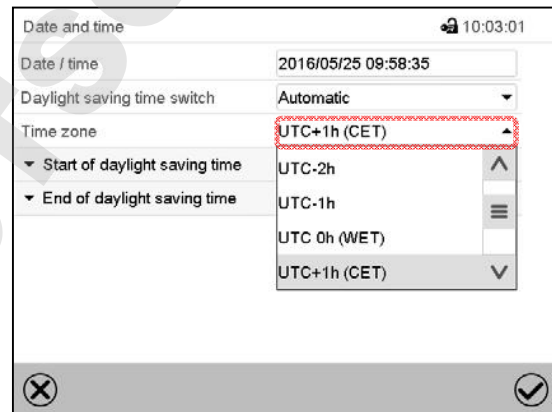 Date and time 10:03:01
Date / time 2016/05/25 09:58:35
Daylight saving time switch Automatic
Time zone UTC+1h (CET)
Start of daylight saving time UTC-2h
End of daylight saving time UTC-1h
UTC 0h (WET)
UTC+1h (CET)